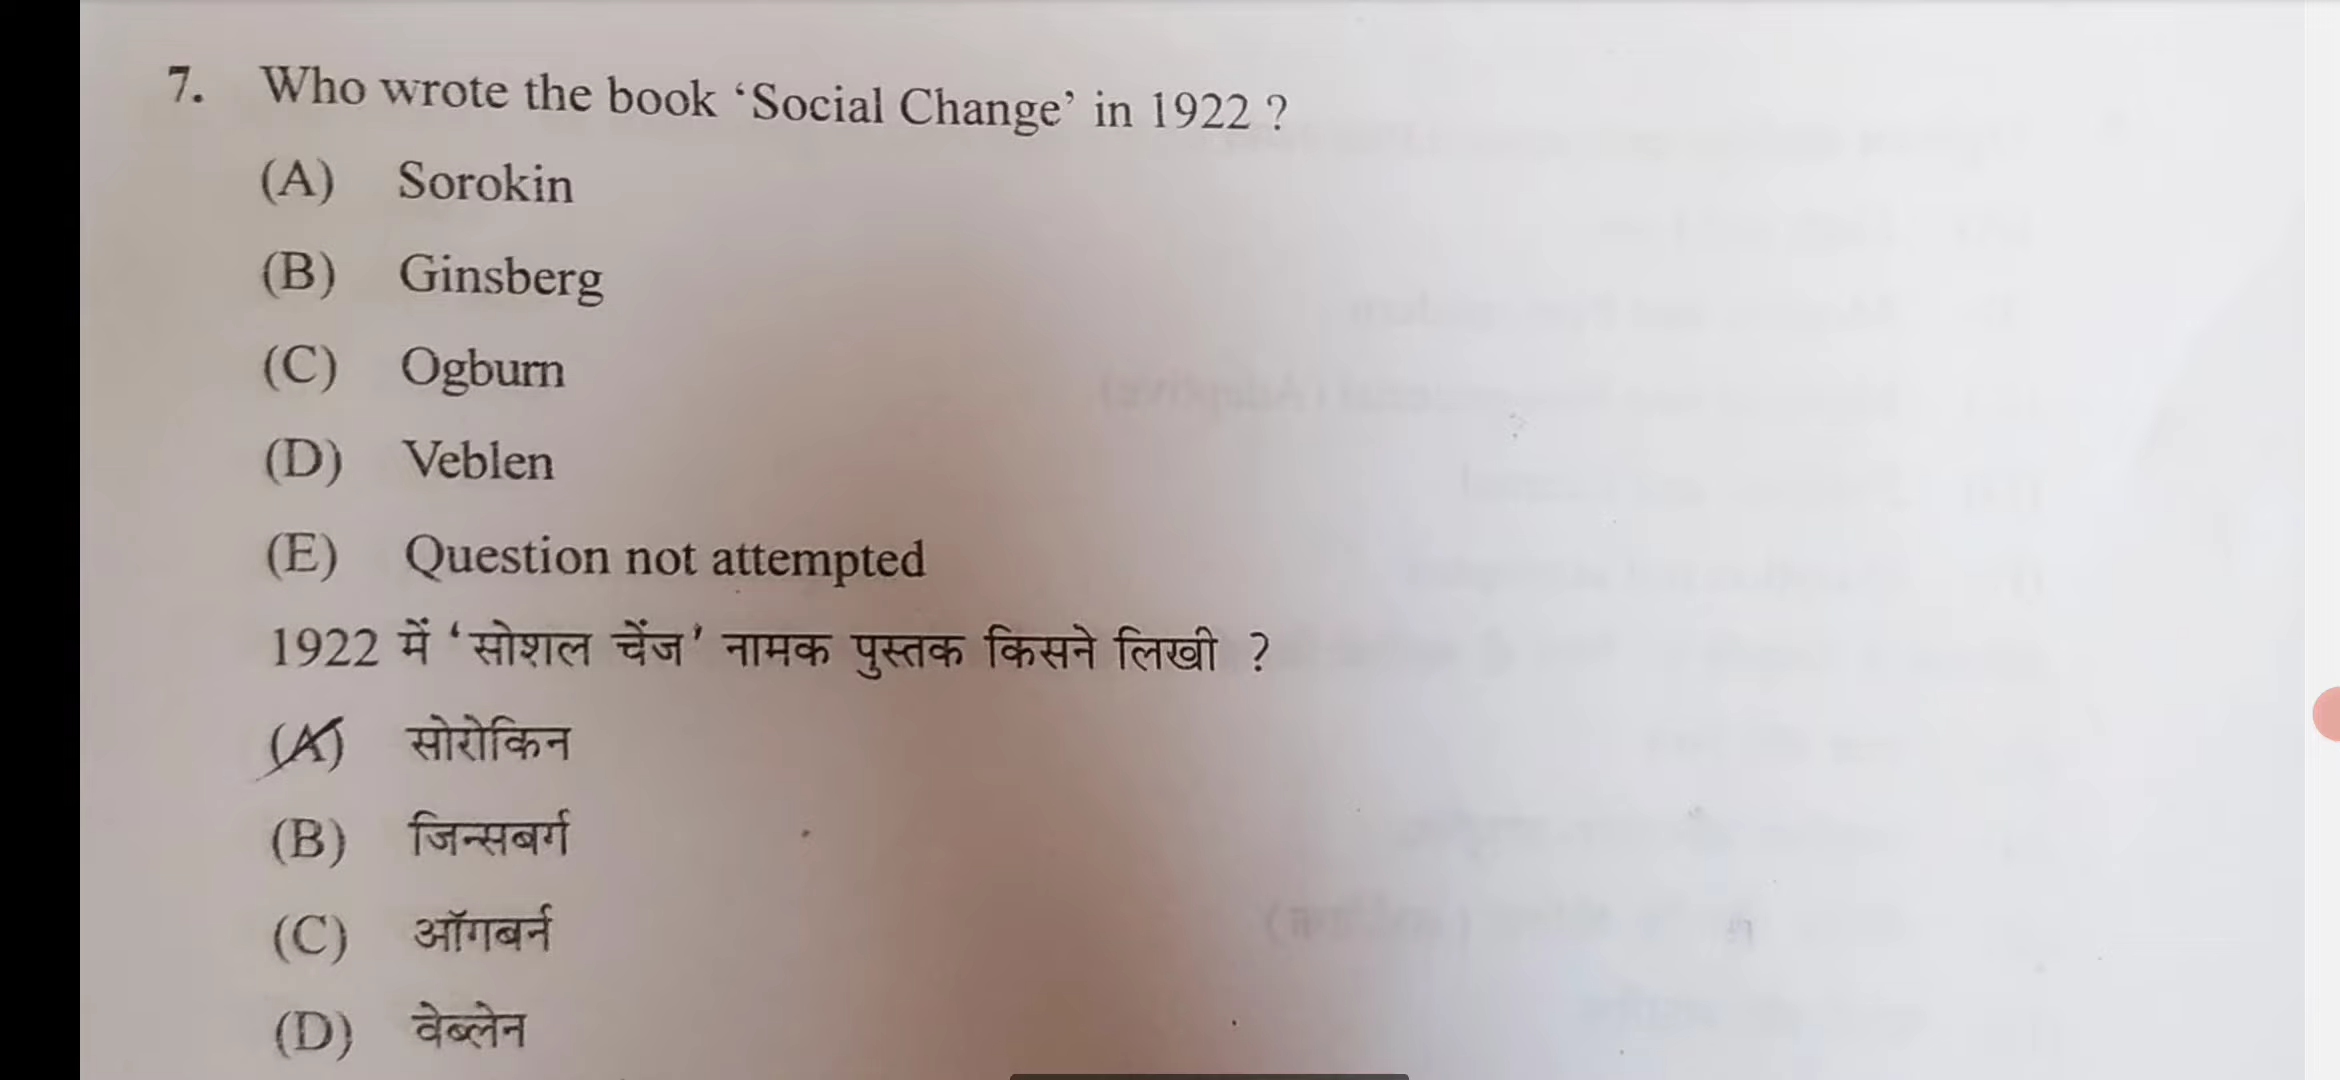 7. Who wrote the book ‘Social Change’ in 1922 ?
(A) Sorokin
(B) Ginsberg
(C) Ogburn
(D) Veblen
(E) Question not attempted
1922 में ‘सोशल चेंज’ नामक पुस्तक किसने लिखी ?
(A) सोरोकिन
(B) जिन्सबर्ग
(C) ऑगबर्न
(D) वेब्लेन